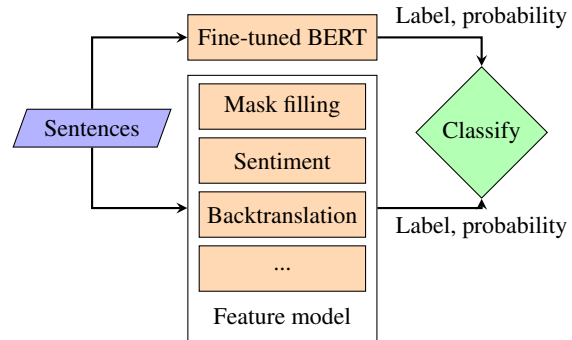 Label, probability
Fine-tuned BERT
Mask filling
Sentences
Classify
Sentiment
Backtranslation
Label, probability
...
Feature model